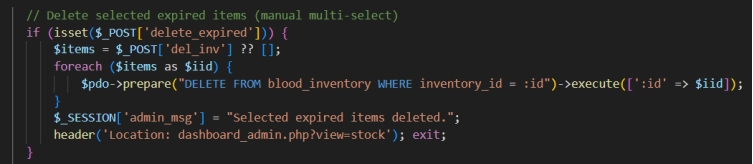 // Delete selected expired items (manual multi-select)
if (isset($_POST['delete_expired'])) {
    $items = $_POST['del_inv'] ?? [];
    foreach ($items as $iid) {
        $pdo->prepare("DELETE FROM blood_inventory WHERE inventory_id = :id")->execute([':id' => $iid]);
    }
    $_SESSION['admin_msg'] = "Selected expired items deleted.";
    header('Location: dashboard_admin.php?view=stock'); exit;
}